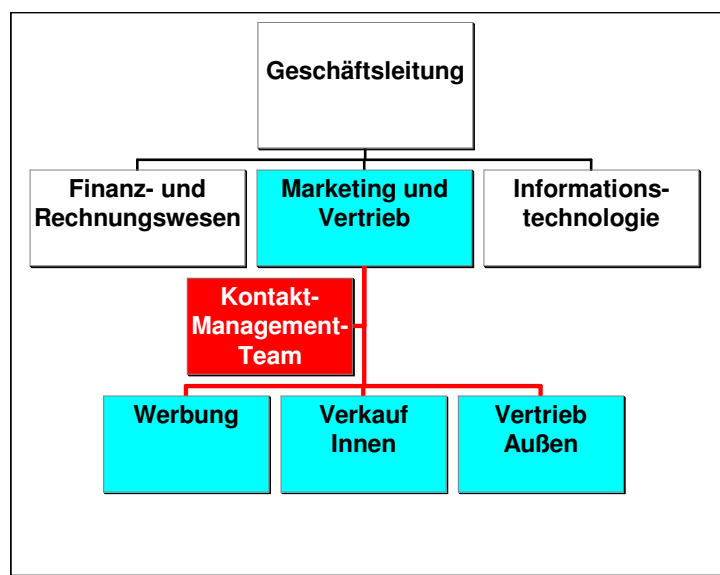 Geschäftsleitung
Finanz- und
Rechnungswesen
Marketing und
Vertrieb
Informations-
technologie
Kontakt-
Management-
Team
Werbung
Verkauf
Innen
Vertrieb
Außen